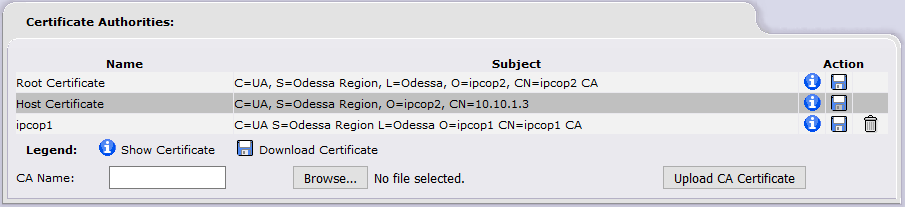 Certificate Authorities:
Name Subject Action
Root Certificate C=UA, S=Odessa Region, L=Odessa, O=ipcop2, CN=ipcop2 CA
Host Certificate C=UA, S=Odessa Region, O=ipcop2, CN=10.10.1.3
ipcop1 C=UA S=Odessa Region L=Odessa O=ipcop1 CN=ipcop1 CA
Legend: Show Certificate Download Certificate
CA Name: Browse... No file selected. Upload CA Certificate